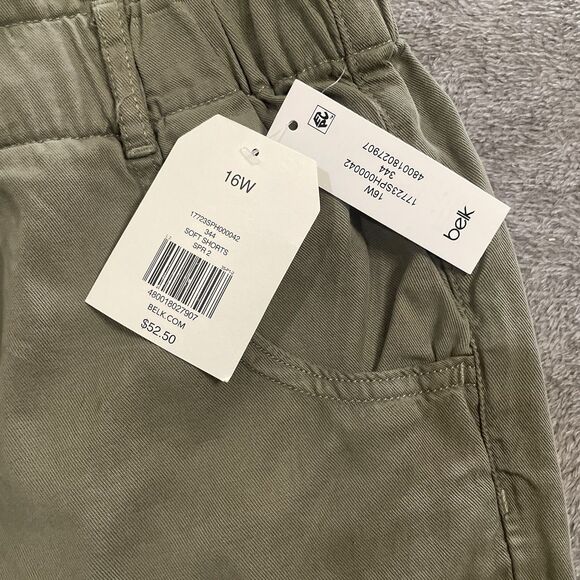 16W
17723SPH000042
344
SOFT SHORTS
SPR 2
480018027907
BELK.COM
$52.50
16W
17723SPH000042
344
480018027907
belk